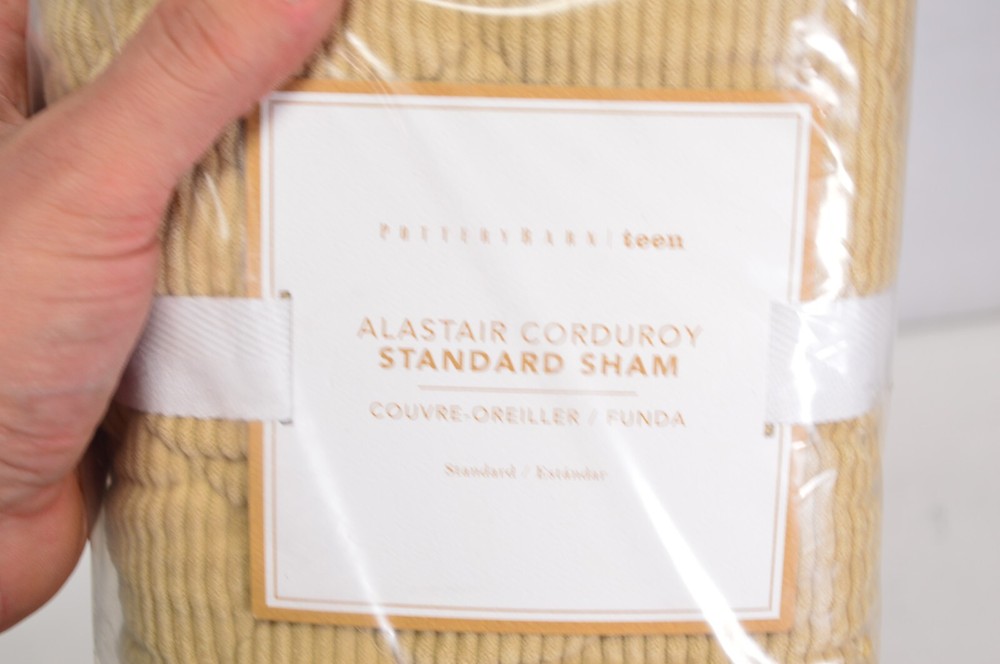 POTTERYBARN | teen
ALASTAIR CORDUROY
STANDARD SHAM
COUVRE-OREILLER / FUNDA
Standard / Estándar